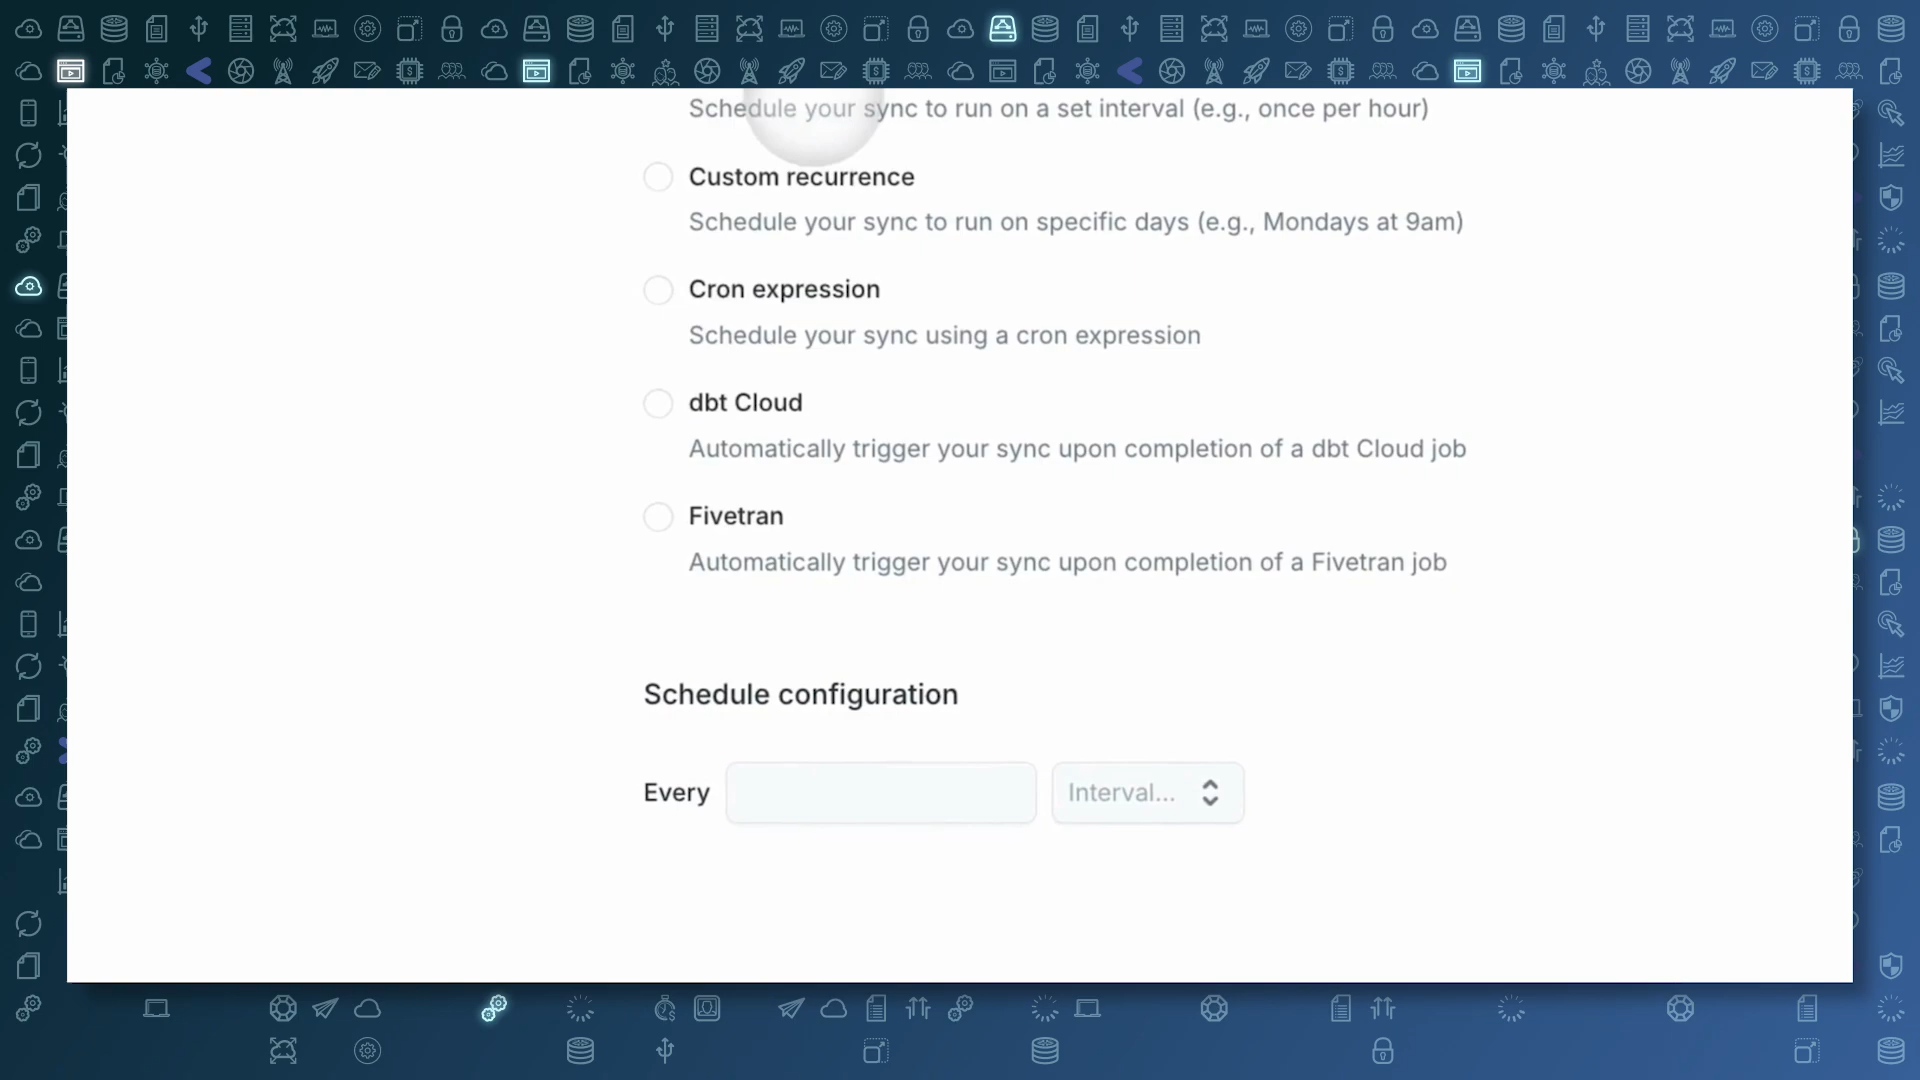 Schedule your sync to run on a set interval (e.g., once per hour)
Custom recurrence
Schedule your sync to run on specific days (e.g., Mondays at 9am)
Cron expression
Schedule your sync using a cron expression
dbt Cloud
Automatically trigger your sync upon completion of a dbt Cloud job
Fivetran
Automatically trigger your sync upon completion of a Fivetran job
Schedule configuration
Every Interval...